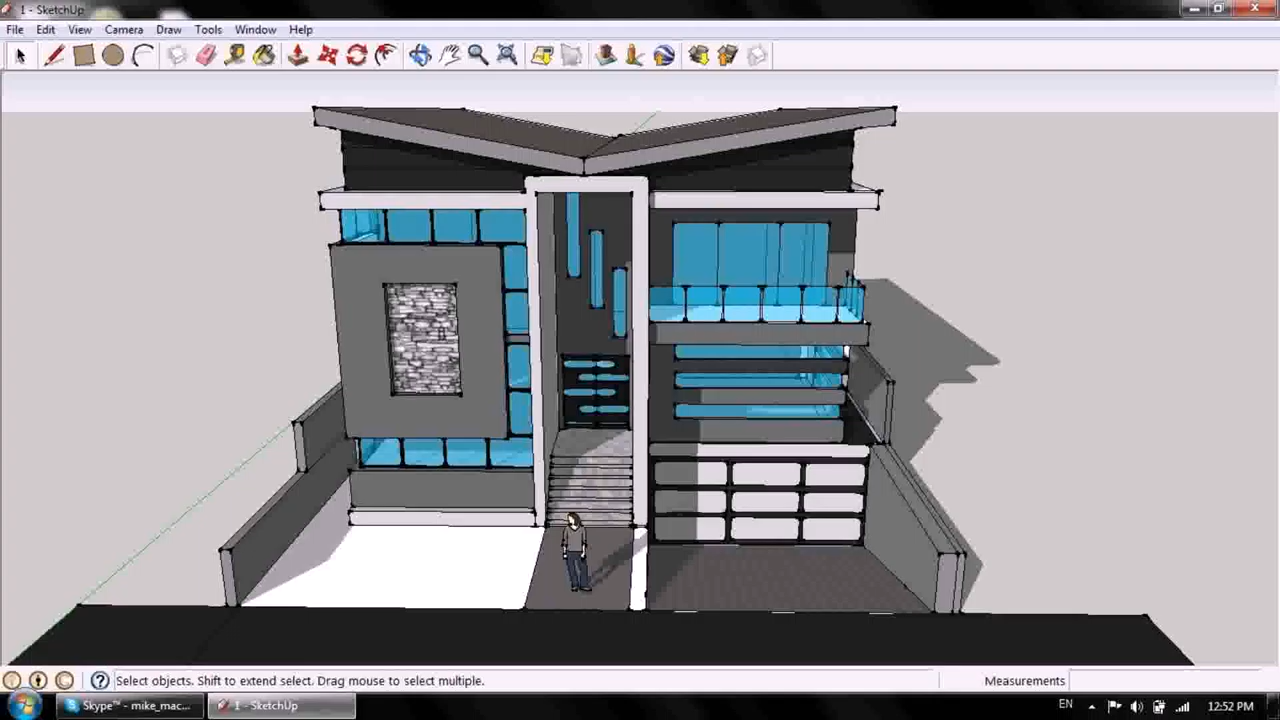 1 - SketchUp
File Edit View Camera Draw Tools Window Help
Select objects. Shift to extend select. Drag mouse to select multiple.
Measurements
Skype™ - mike_mac...
1 - SketchUp
EN
12:52 PM